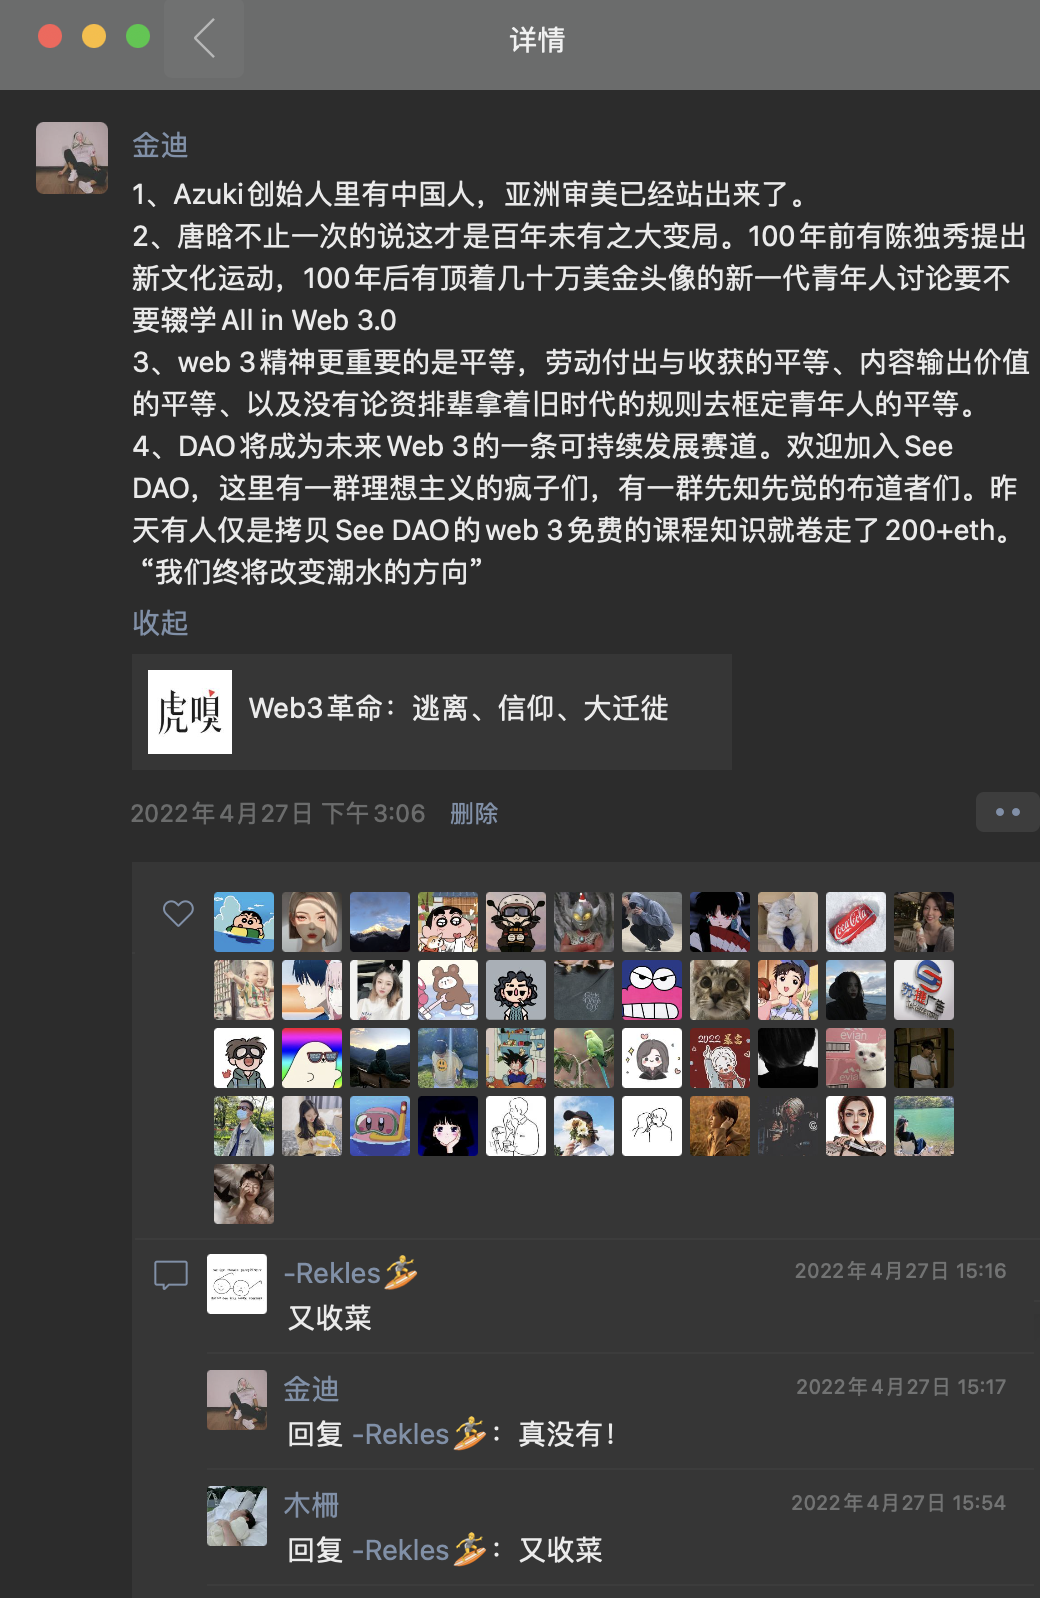 详情
金迪
1、Azuki创始人里有中国人，亚洲审美已经站出来了。
2、唐晗不止一次的说这才是百年未有之大变局。100年前有陈独秀提出
新文化运动，100年后有顶着几十万美金头像的新一代青年人讨论要不
要辍学All in Web 3.0
3、web 3精神更重要的是平等，劳动付出与收获的平等、内容输出价值
的平等、以及没有论资排辈拿着旧时代的规则去框定青年人的平等。
4、DAO将成为未来Web 3的一条可持续发展赛道。欢迎加入See
DAO，这里有一群理想主义的疯子们，有一群先知先觉的布道者们。昨
天有人仅是拷贝See DAO的web 3免费的课程知识就卷走了200+eth。
“我们终将改变潮水的方向”
收起
虎嗅
Web3革命：逃离、信仰、大迁徙
2022年4月27日 下午3:06 删除
Coca-Cola
2022
evian
-Rekles🏄 2022年4月27日 15:16
又收菜
金迪 2022年4月27日 15:17
回复 -Rekles🏄：真没有！
木栅 2022年4月27日 15:54
回复 -Rekles🏄：又收菜